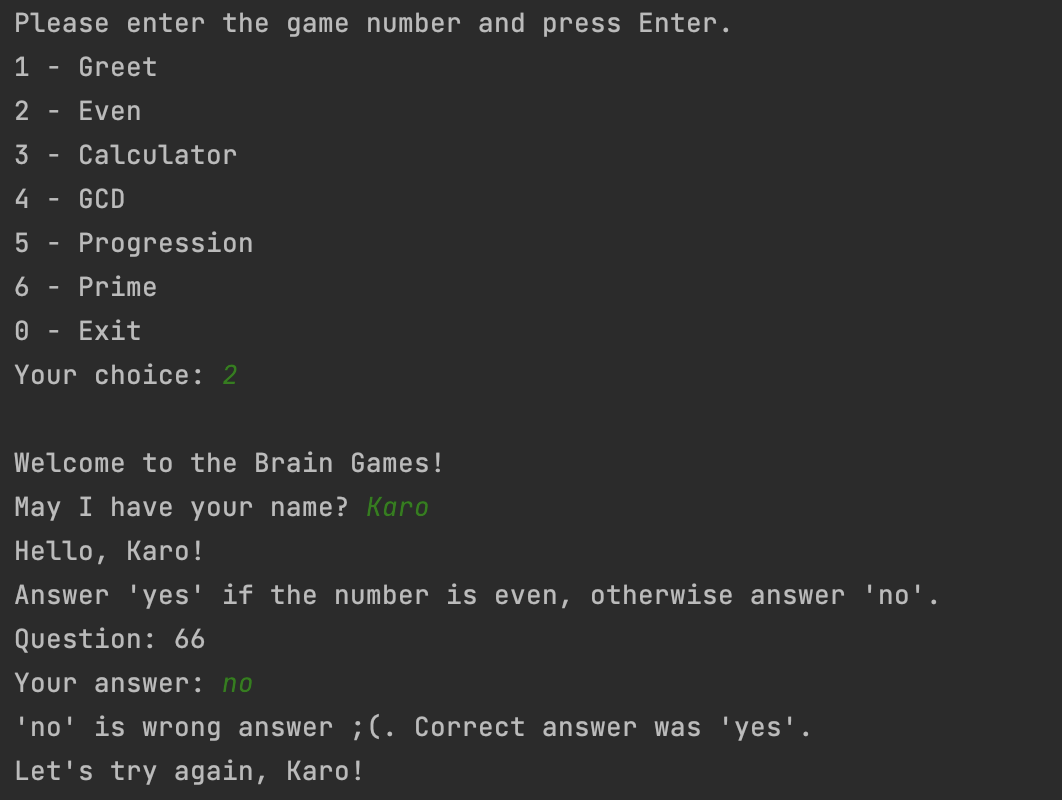 Please enter the game number and press Enter.
1 - Greet
2 - Even
3 - Calculator
4 - GCD
5 - Progression
6 - Prime
0 - Exit
Your choice: 2
Welcome to the Brain Games!
May I have your name? Karo
Hello, Karo!
Answer 'yes' if the number is even, otherwise answer 'no'.
Question: 66
Your answer: no
'no' is wrong answer ;(. Correct answer was 'yes'.
Let's try again, Karo!